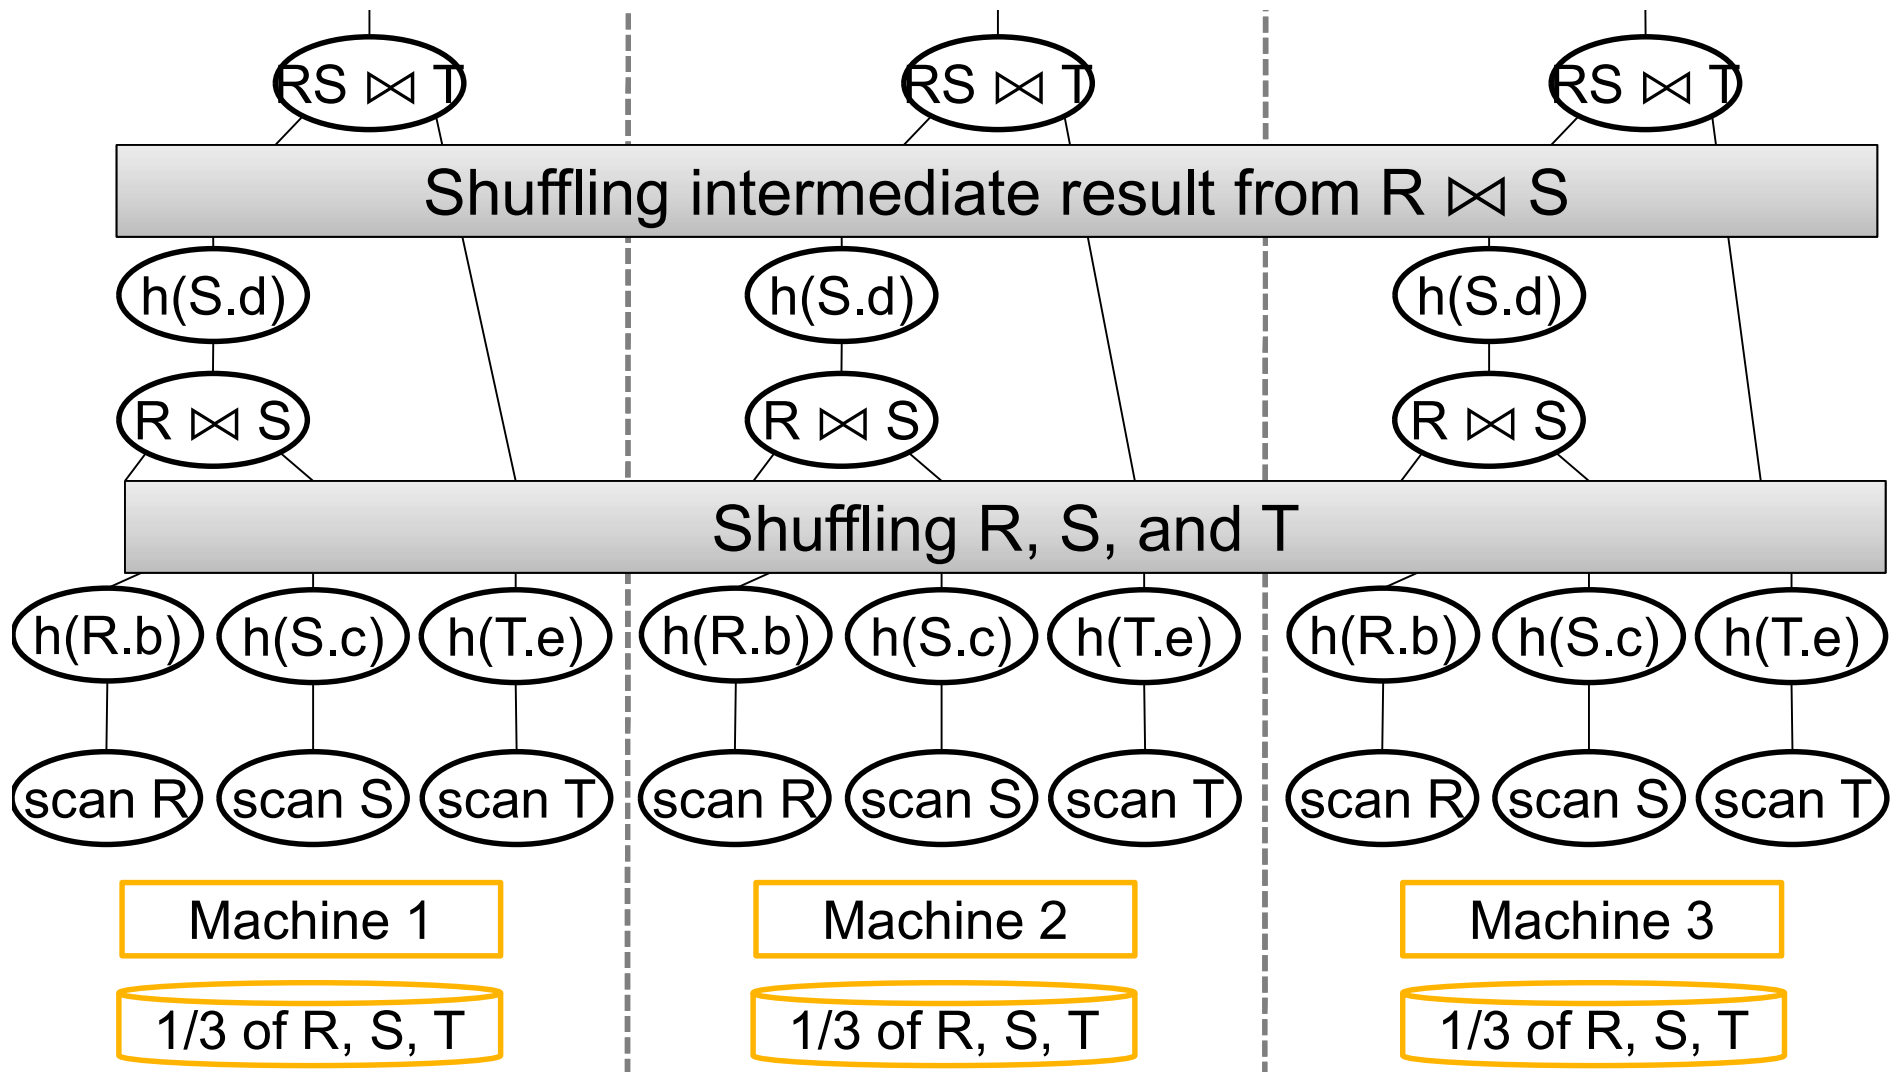 RS ⋈ T RS ⋈ T RS ⋈ T
Shuffling intermediate result from R ⋈ S
h(S.d) h(S.d) h(S.d)
R ⋈ S R ⋈ S R ⋈ S
Shuffling R, S, and T
h(R.b) h(S.c) h(T.e) h(R.b) h(S.c) h(T.e) h(R.b) h(S.c) h(T.e)
scan R scan S scan T scan R scan S scan T scan R scan S scan T
Machine 1 Machine 2 Machine 3
1/3 of R, S, T 1/3 of R, S, T 1/3 of R, S, T